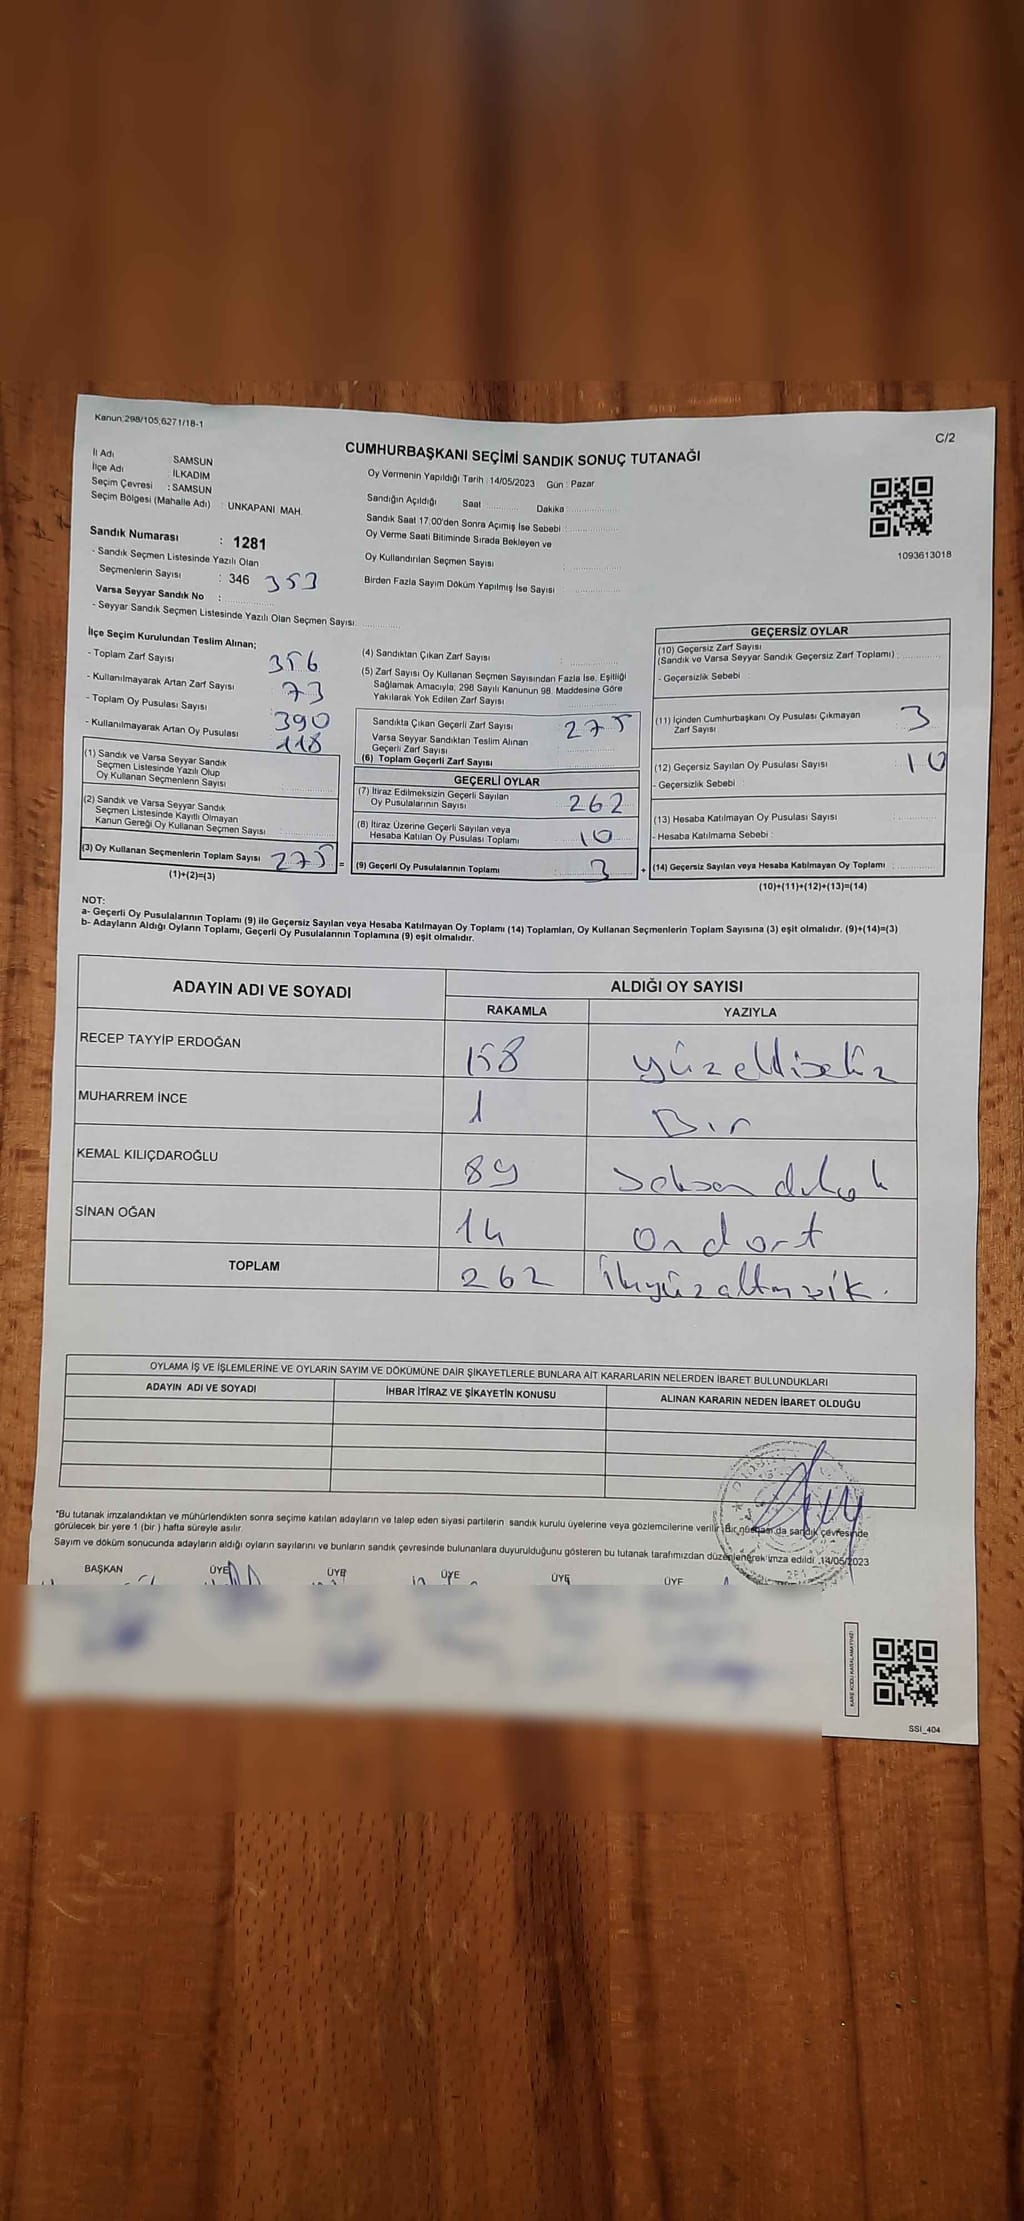 Kanun:298/105,6271/18-1
C/2
CUMHURBAŞKANI SEÇİMİ SANDIK SONUÇ TUTANAĞI
İl Adı : SAMSUN
İlçe Adı : İLKADIM
Seçim Çevresi : SAMSUN
Seçim Bölgesi (Mahalle Adı) : UNKAPANI MAH.
Oy Vermenin Yapıldığı Tarih : 14/05/2023 Gün : Pazar
Sandığın Açıldığı Saat ............ Dakika ............
Sandık Saat 17:00'den Sonra Açılmış İse Sebebi :
Oy Verme Saati Bitiminde Sırada Bekleyen ve
Oy Kullandırılan Seçmen Sayısı :
Birden Fazla Sayım Döküm Yapılmış İse Sayısı :
1093613018
Sandık Numarası : 1281
- Sandık Seçmen Listesinde Yazılı Olan
Seçmenlerin Sayısı : 346 353
Varsa Seyyar Sandık No :
- Seyyar Sandık Seçmen Listesinde Yazılı Olan Seçmen Sayısı
İlçe Seçim Kurulundan Teslim Alınan;
- Toplam Zarf Sayısı 356
- Kullanılmayarak Artan Zarf Sayısı 73
- Toplam Oy Pusulası Sayısı 390
- Kullanılmayarak Artan Oy Pusulası 118
(1) Sandık ve Varsa Seyyar Sandık
Seçmen Listesinde Yazılı Olup
Oy Kullanan Seçmenlerin Sayısı
(2) Sandık ve Varsa Seyyar Sandık
Seçmen Listesinde Kayıtlı Olmayan
Kanun Gereği Oy Kullanan Seçmen Sayısı
(3) Oy Kullanan Seçmenlerin Toplam Sayısı 275 =
(1)+(2)=(3)
(4) Sandıktan Çıkan Zarf Sayısı :
(5) Zarf Sayısı Oy Kullanan Seçmen Sayısından Fazla İse, Eşitliği
Sağlamak Amacıyla; 298 Sayılı Kanunun 98. Maddesine Göre
Yakılarak Yok Edilen Zarf Sayısı
Sandıkta Çıkan Geçerli Zarf Sayısı 275
Varsa Seyyar Sandıktan Teslim Alınan
Geçerli Zarf Sayısı
(6) Toplam Geçerli Zarf Sayısı
GEÇERLİ OYLAR
(7) İtiraz Edilmeksizin Geçerli Sayılan
Oy Pusulalarının Sayısı 262
(8) İtiraz Üzerine Geçerli Sayılan veya
Hesaba Katılan Oy Pusulası Toplamı 10
(9) Geçerli Oy Pusulalarının Toplamı 3 +
GEÇERSİZ OYLAR
(10) Geçersiz Zarf Sayısı
(Sandık ve Varsa Seyyar Sandık Geçersiz Zarf Toplamı) :
- Geçersizlik Sebebi :
(11) İçinden Cumhurbaşkanı Oy Pusulası Çıkmayan
Zarf Sayısı 3
(12) Geçersiz Sayılan Oy Pusulası Sayısı 10
- Geçersizlik Sebebi :
(13) Hesaba Katılmayan Oy Pusulası Sayısı :
- Hesaba Katılmama Sebebi :
(14) Geçersiz Sayılan veya Hesaba Katılmayan Oy Toplamı :
(10)+(11)+(12)+(13)=(14)
NOT:
a- Geçerli Oy Pusulalarının Toplamı (9) ile Geçersiz Sayılan veya Hesaba Katılmayan Oy Toplamı (14) Toplamları, Oy Kullanan Seçmenlerin Toplam Sayısına (3) eşit olmalıdır. (9)+(14)=(3)
b- Adayların Aldığı Oyların Toplamı, Geçerli Oy Pusulalarının Toplamına (9) eşit olmalıdır.
ADAYIN ADI VE SOYADI
ALDIĞI OY SAYISI
RAKAMLA YAZIYLA
RECEP TAYYİP ERDOĞAN 158 yüzellisekiz
MUHARREM İNCE 1 Bır
KEMAL KILIÇDAROĞLU 89 seksen dokuz
SİNAN OĞAN 14 ondort
TOPLAM 262 ikiyüzaltmışik.
OYLAMA İŞ VE İŞLEMLERİNE VE OYLARIN SAYIM VE DÖKÜMÜNE DAİR ŞİKAYETLERLE BUNLARA AİT KARARLARIN NELERDEN İBARET BULUNDUKLARI
ADAYIN ADI VE SOYADI
İHBAR İTİRAZ VE ŞİKAYETİN KONUSU
ALINAN KARARIN NEDEN İBARET OLDUĞU
*Bu tutanak imzalandıktan ve mühürlendikten sonra seçime katılan adayların ve talep eden siyasi partilerin sandık kurulu üyelerine veya gözlemcilerine verilir. Bir nüshası da sandık çevresinde
görülecek bir yere 1 (bir ) hafta süreyle asılır.
Sayım ve döküm sonucunda adayların aldığı oyların sayılarını ve bunların sandık çevresinde bulunanlara duyurulduğunu gösteren bu tutanak tarafımızdan düzenlenerek imza edildi .14/05/2023
BAŞKAN ÜYE ÜYE ÜYE ÜYE ÜYE
KARE KODU KARALAMAYINIZ!
SSI_404